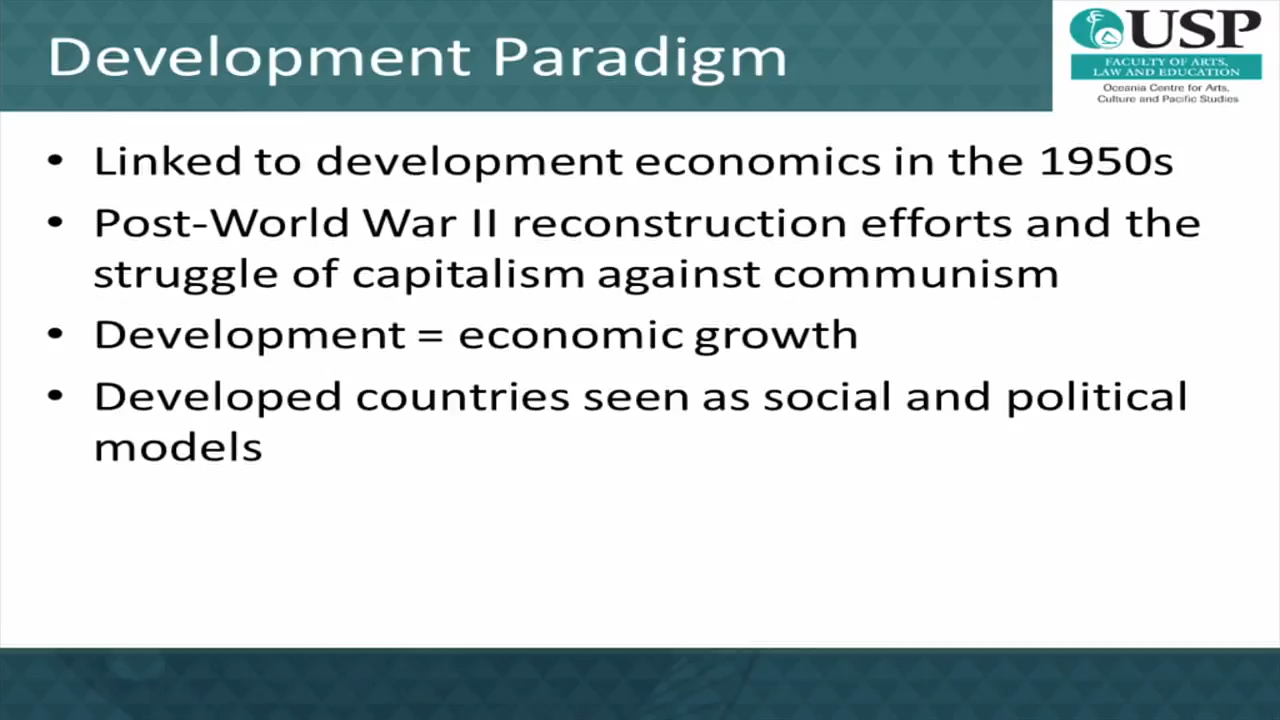 Development Paradigm
USP
FACULTY OF ARTS,
LAW AND EDUCATION
Oceania Centre for Arts,
Culture and Pacific Studies
• Linked to development economics in the 1950s
• Post-World War II reconstruction efforts and the
struggle of capitalism against communism
• Development = economic growth
• Developed countries seen as social and political
models